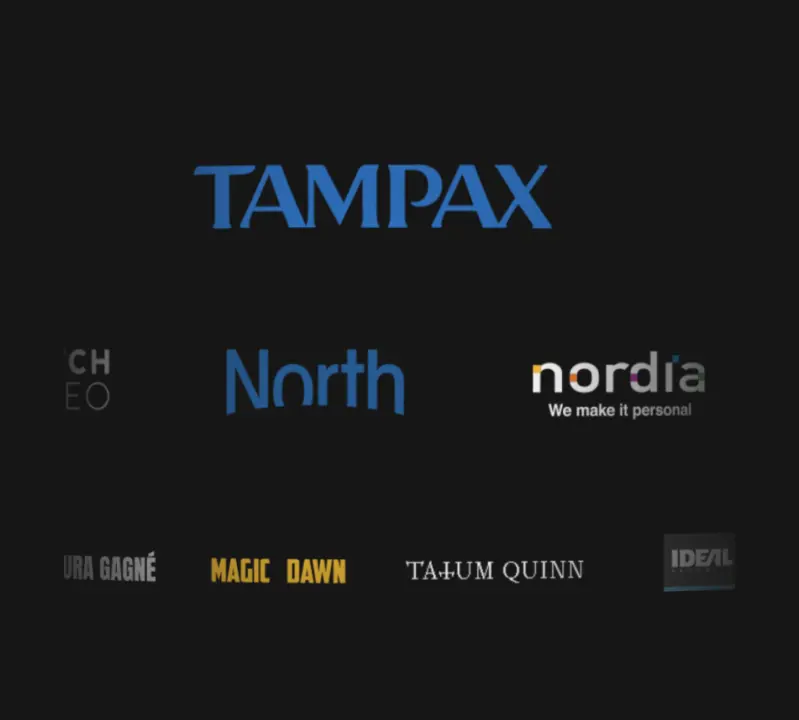 TAMPAX
CH
EO
North
nordia
We make it personal
URA GAGNÉ
MAGIC DAWN
TATUM QUINN
IDEAL